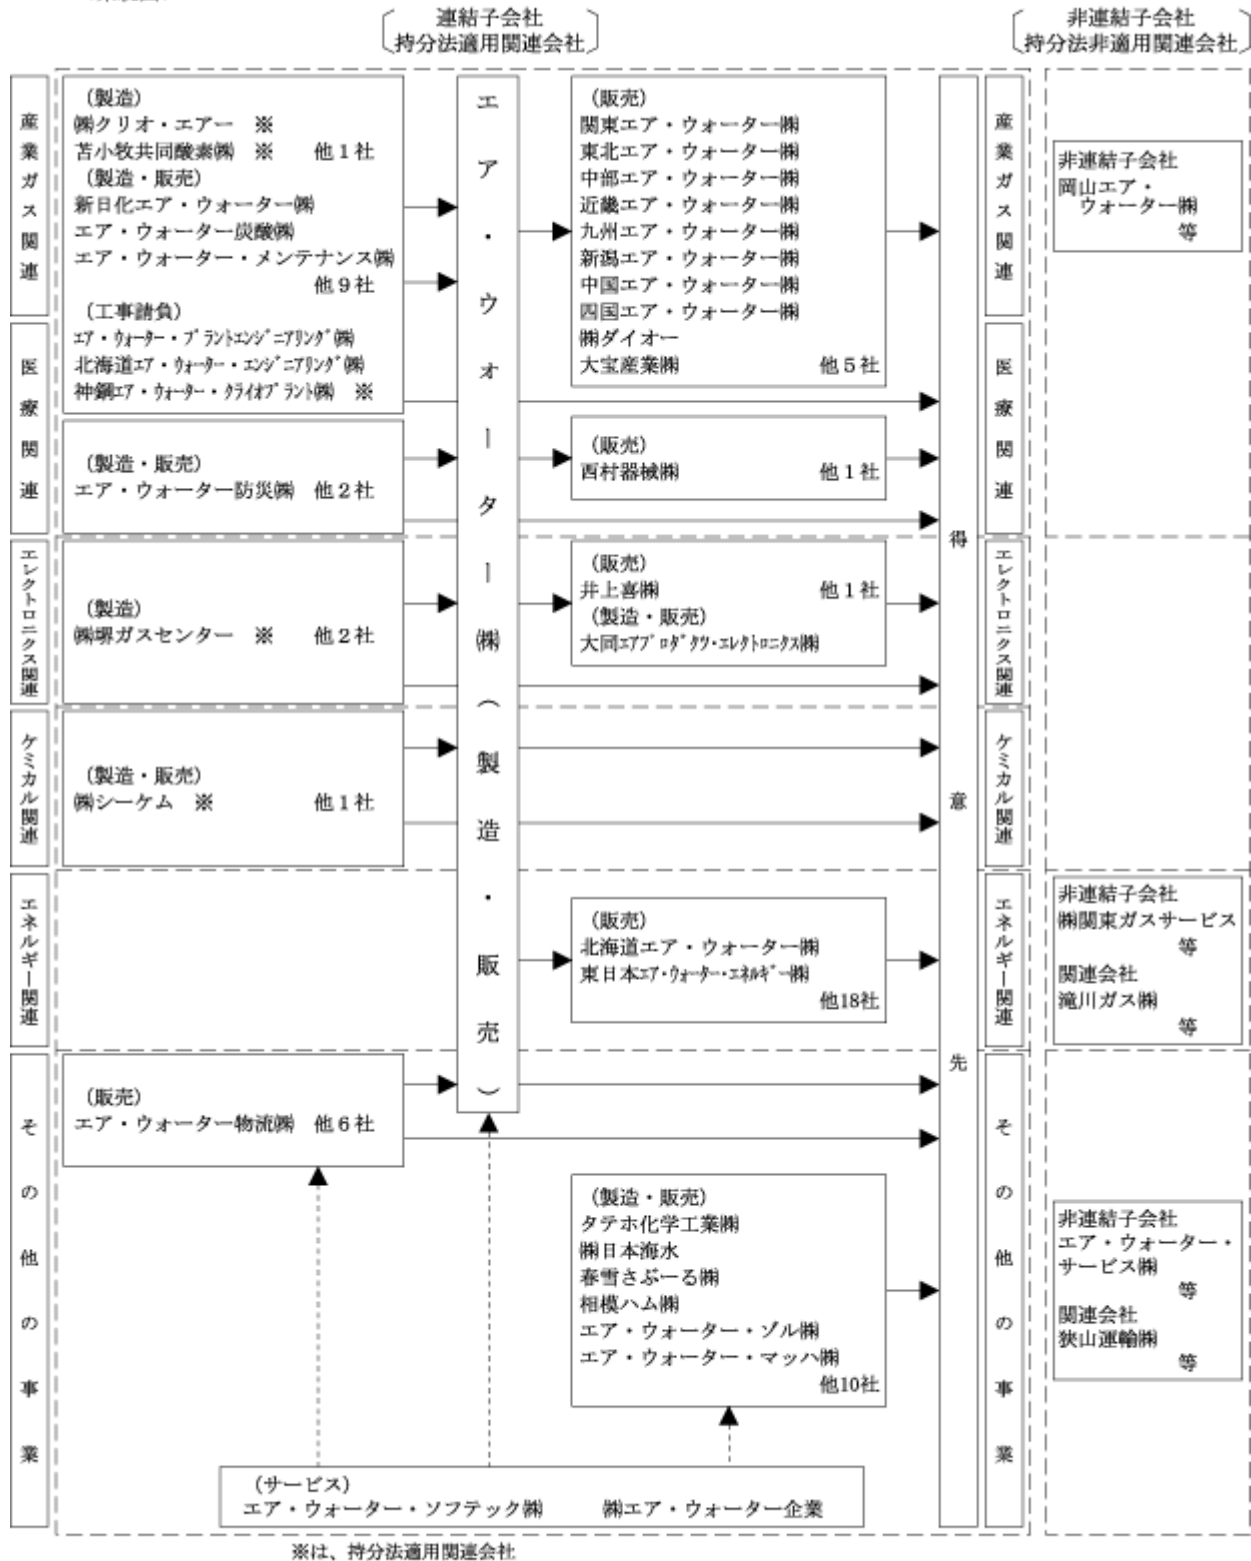 連結子会社
持分法適用関連会社
非連結子会社
持分法非適用関連会社
産業ガス関連
(製造)
㈱クリオ・エアー ※
苫小牧共同酸素㈱ ※ 他1社
(製造・販売)
新日化エア・ウォーター㈱
エア・ウォーター炭酸㈱
エア・ウォーター・メンテナンス㈱
他9社
(工事請負)
エア・ウォーター・プラントエンジニアリング㈱
北海道エア・ウォーター・エンジニアリング㈱
神鋼エア・ウォーター・クライオプラント㈱ ※
エア・ウォーター㈱(製造・販売)
(販売)
関東エア・ウォーター㈱
東北エア・ウォーター㈱
中部エア・ウォーター㈱
近畿エア・ウォーター㈱
九州エア・ウォーター㈱
新潟エア・ウォーター㈱
中国エア・ウォーター㈱
四国エア・ウォーター㈱
㈱ダイオー
大宝産業㈱ 他5社
得意先
産業ガス関連
非連結子会社
岡山エア・
ウォーター㈱
等
医療関連
(製造・販売)
エア・ウォーター防災㈱ 他2社
(販売)
西村器械㈱ 他1社
医療関連
エレクトロニクス関連
(製造)
㈱堺ガスセンター ※ 他2社
(販売)
井上喜㈱ 他1社
(製造・販売)
大同エアプロダクツ・エレクトロニクス㈱
エレクトロニクス関連
ケミカル関連
(製造・販売)
㈱シーケム ※ 他1社
ケミカル関連
エネルギー関連
(販売)
北海道エア・ウォーター㈱
東日本エア・ウォーター・エネルギー㈱
他18社
エネルギー関連
非連結子会社
㈱関東ガスサービス
等
関連会社
滝川ガス㈱
等
その他の事業
(販売)
エア・ウォーター物流㈱ 他6社
(製造・販売)
タテホ化学工業㈱
㈱日本海水
春雪さぶーる㈱
相模ハム㈱
エア・ウォーター・ゾル㈱
エア・ウォーター・マッハ㈱
他10社
その他の事業
非連結子会社
エア・ウォーター・
サービス㈱
等
関連会社
狭山運輸㈱
等
(サービス)
エア・ウォーター・ソフテック㈱ ㈱エア・ウォーター企業
※は、持分法適用関連会社